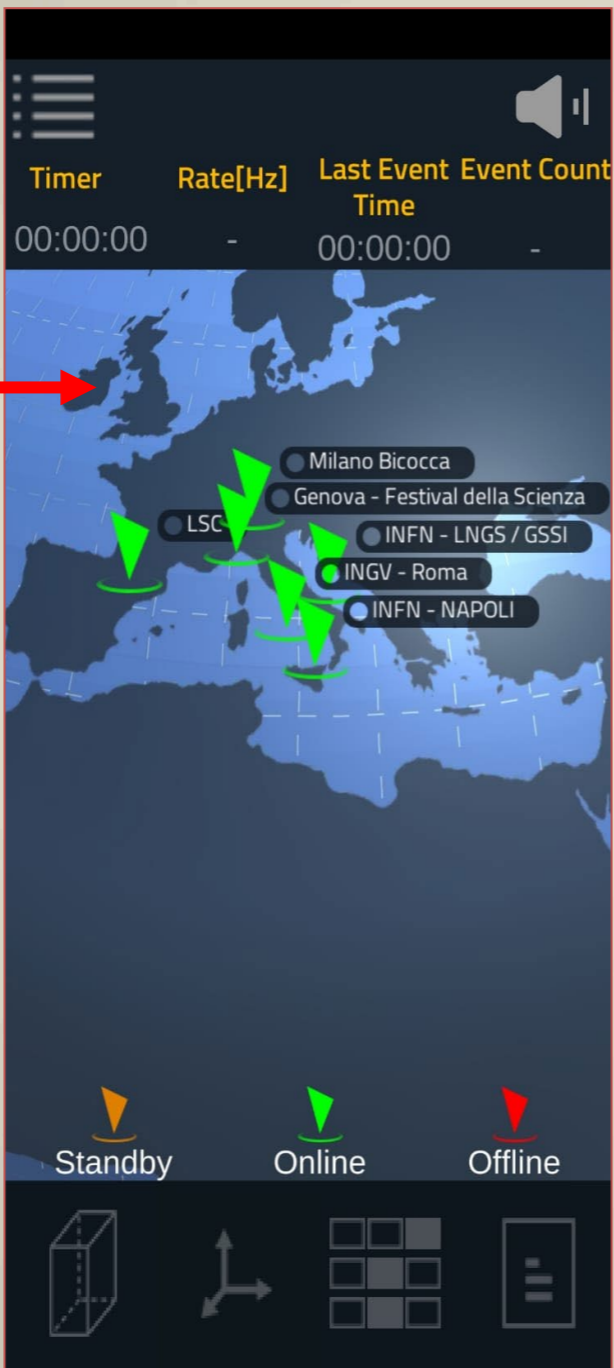 Timer Rate[Hz] Last Event Event Count
Time
00:00:00 - 00:00:00 -
Milano Bicocca
Genova - Festival della Scienza
LSC
INFN - LNGS / GSSI
INGV - Roma
INFN - NAPOLI
Standby Online Offline